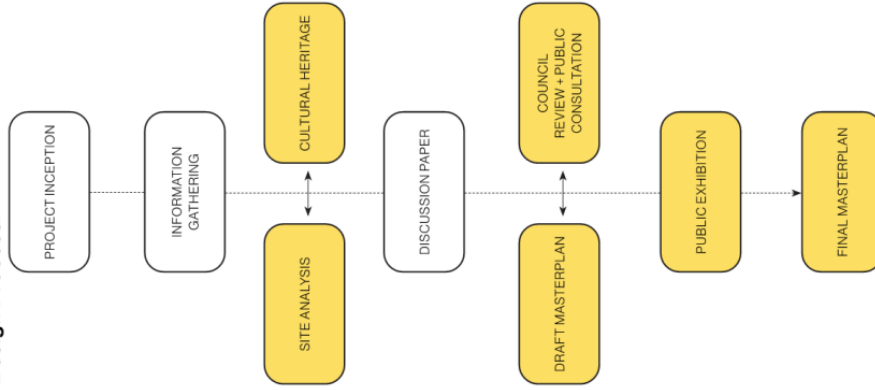 PROJECT INCEPTION
INFORMATION
GATHERING
SITE ANALYSIS
CULTURAL HERITAGE
DISCUSSION PAPER
DRAFT MASTERPLAN
COUNCIL
REVIEW + PUBLIC
CONSULTATION
PUBLIC EXHIBITION
FINAL MASTERPLAN